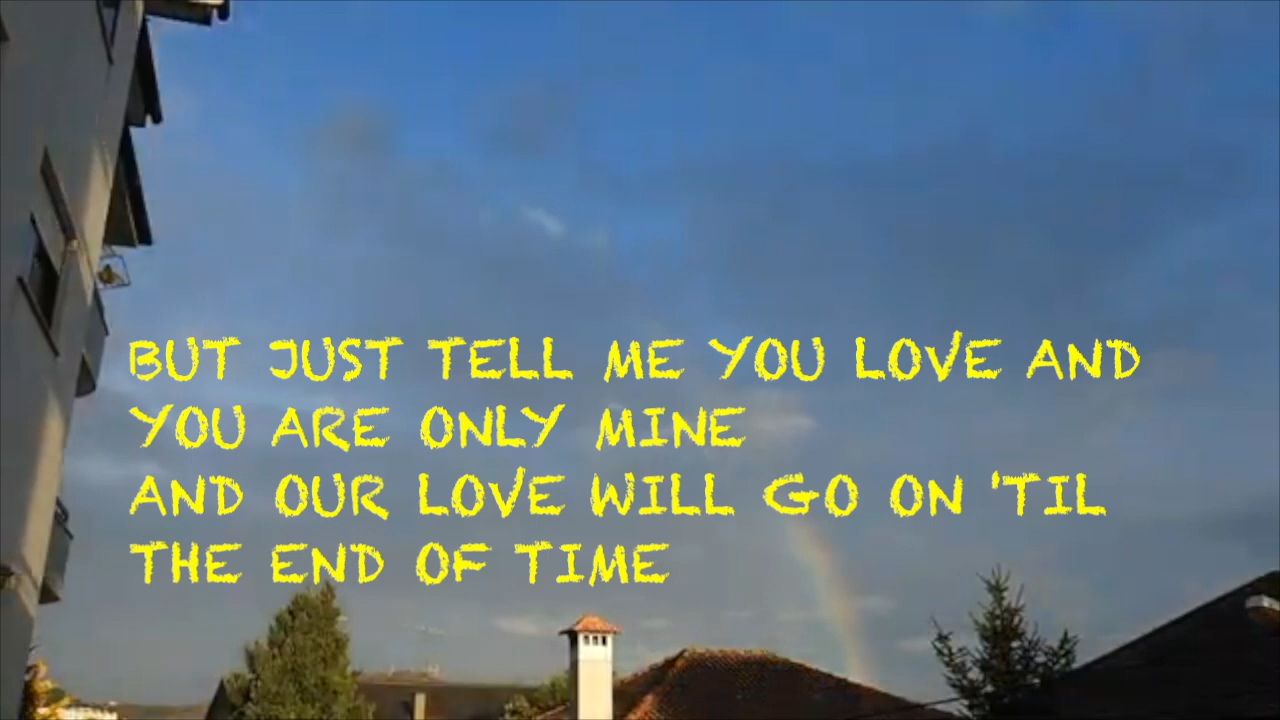 BUT JUST TELL ME YOU LOVE AND
YOU ARE ONLY MINE
AND OUR LOVE WILL GO ON 'TIL
THE END OF TIME